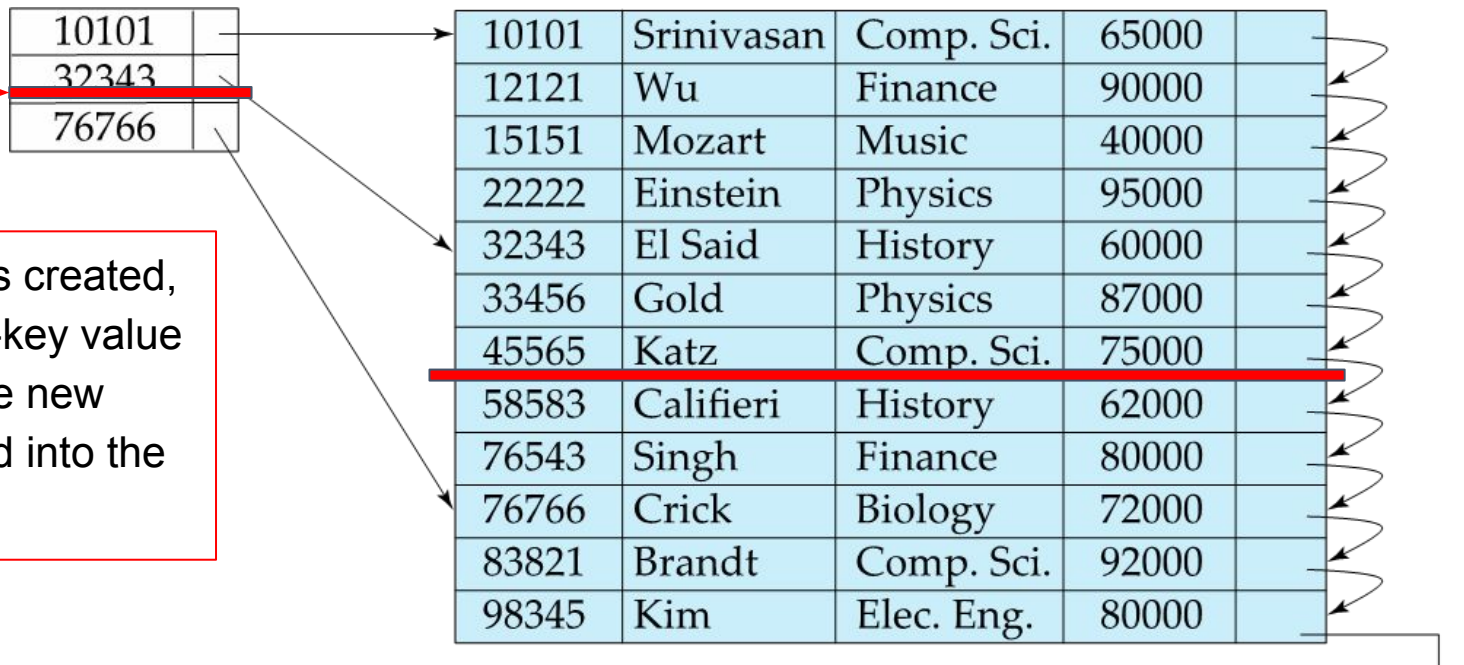 10101
32343
76766
s created,
-key value
e new
d into the
10101 Srinivasan Comp. Sci. 65000
12121 Wu Finance 90000
15151 Mozart Music 40000
22222 Einstein Physics 95000
32343 El Said History 60000
33456 Gold Physics 87000
45565 Katz Comp. Sci. 75000
58583 Califieri History 62000
76543 Singh Finance 80000
76766 Crick Biology 72000
83821 Brandt Comp. Sci. 92000
98345 Kim Elec. Eng. 80000